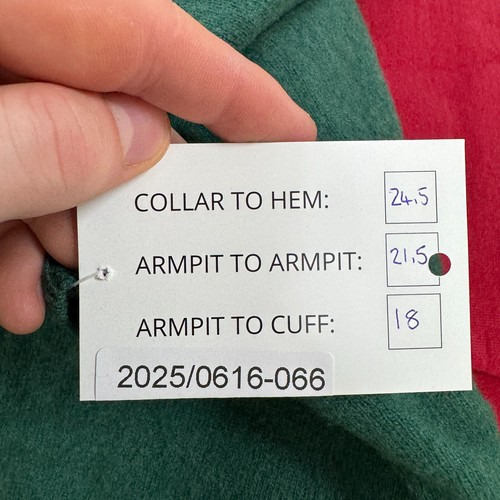 COLLAR TO HEM: 24.5
ARMPIT TO ARMPIT: 21.5
ARMPIT TO CUFF: 18
2025/0616-066